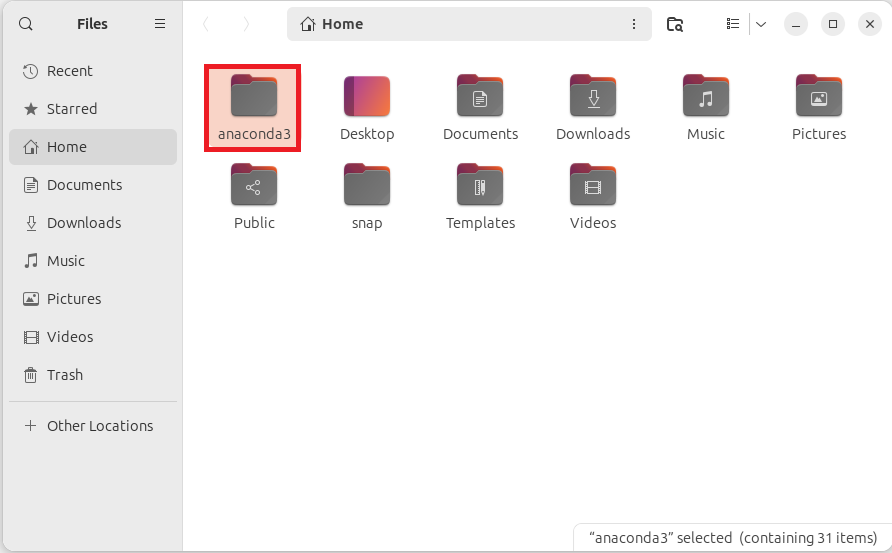 Files
Home
Recent
Starred
Home
Documents
Downloads
Music
Pictures
Videos
Trash
Other Locations
anaconda3
Desktop
Documents
Downloads
Music
Pictures
Public
snap
Templates
Videos
“anaconda3” selected (containing 31 items)